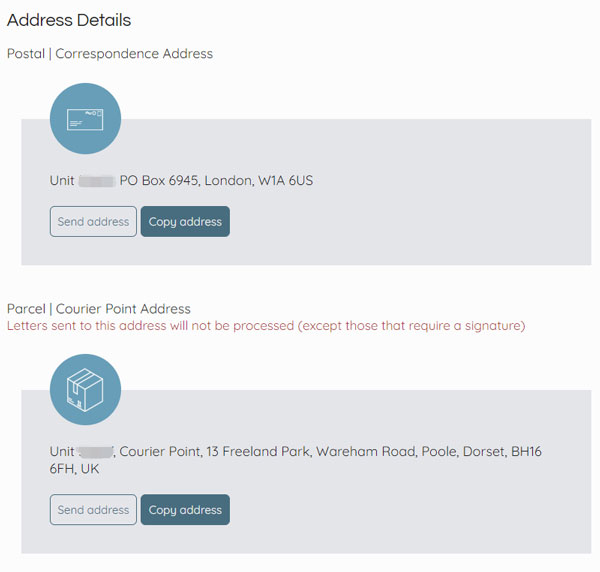 Address Details
Postal | Correspondence Address
Unit PO Box 6945, London, W1A 6US
Send address Copy address
Parcel | Courier Point Address
Letters sent to this address will not be processed (except those that require a signature)
Unit , Courier Point, 13 Freeland Park, Wareham Road, Poole, Dorset, BH16
6FH, UK
Send address Copy address